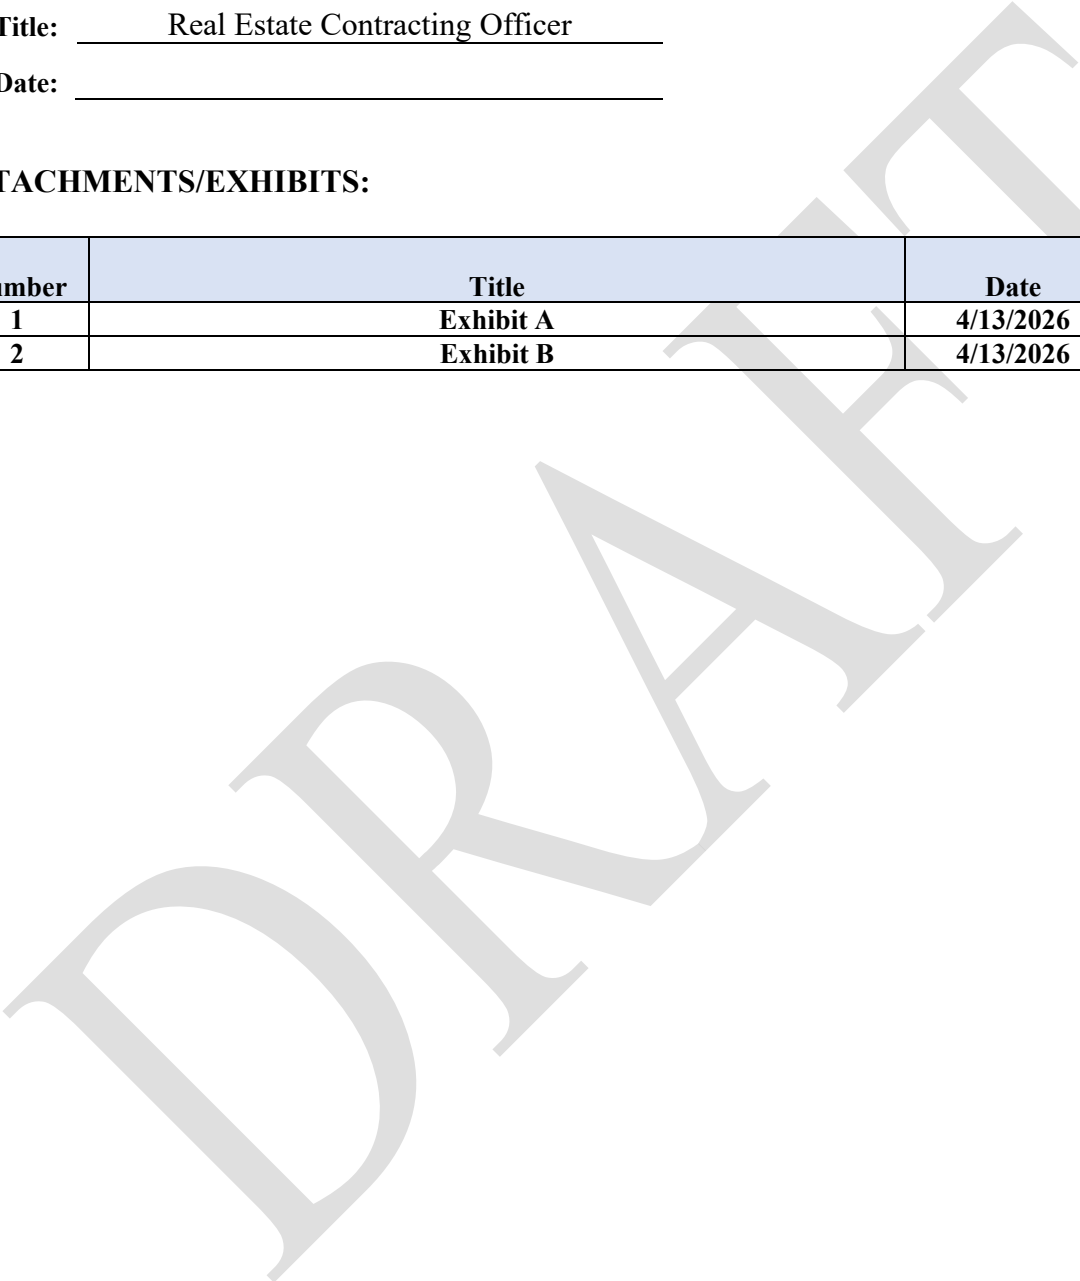 Title: Real Estate Contracting Officer
Date:
TACHMENTS/EXHIBITS:
umber Title Date
1 Exhibit A 4/13/2026
2 Exhibit B 4/13/2026
DRAFT